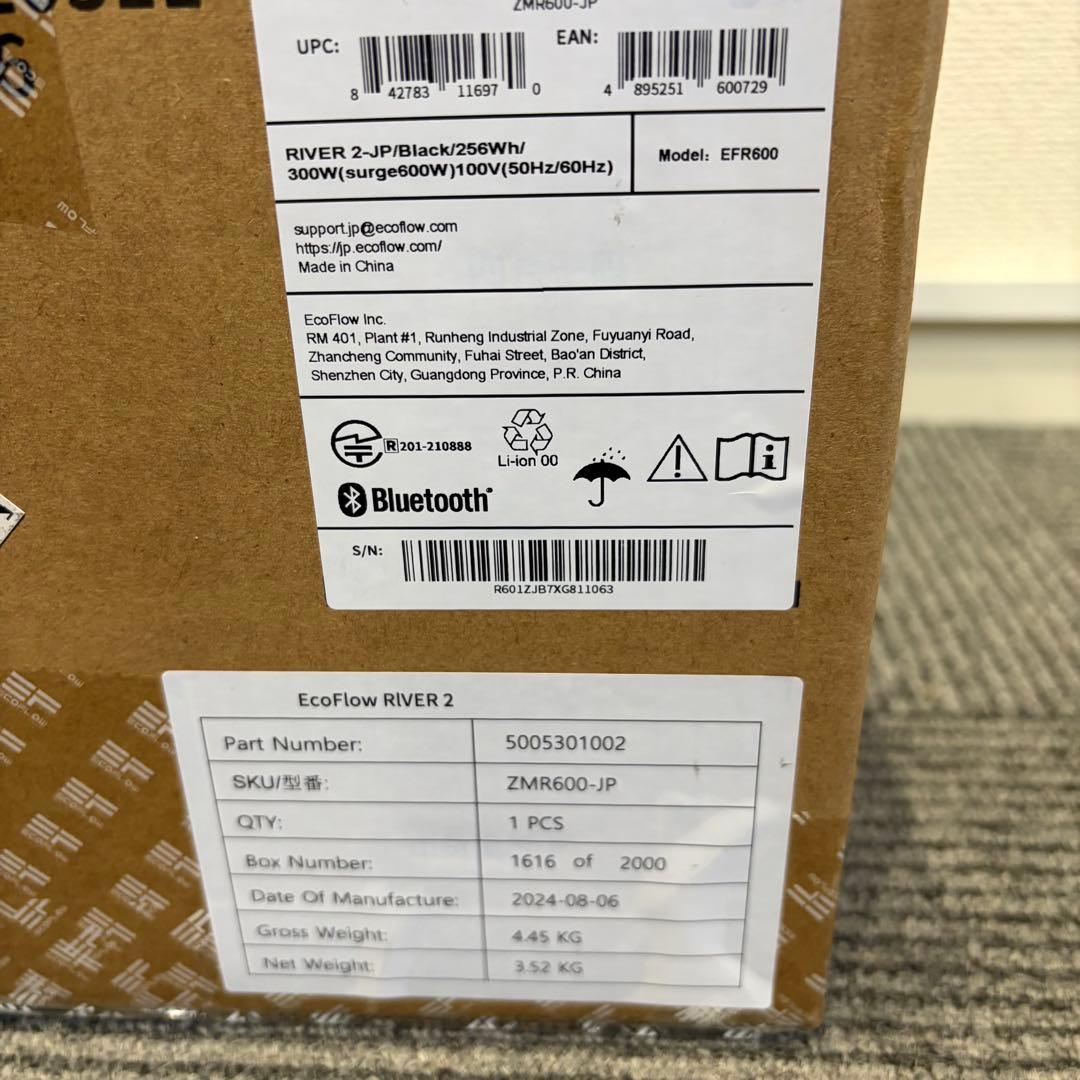 ZMR600-JP
UPC:
8 42783 11697 0
EAN:
4 895251 600729
RIVER 2-JP/Black/256Wh/
300W(surge600W)100V(50Hz/60Hz)
Model: EFR600
support.jp@ecoflow.com
https://jp.ecoflow.com/
Made in China
EcoFlow Inc.
RM 401, Plant #1, Runheng Industrial Zone, Fuyuanyi Road,
Zhancheng Community, Fuhai Street, Bao'an District,
Shenzhen City, Guangdong Province, P.R. China
R 201-210888
Li-ion 00
Bluetooth
S/N:
R601ZJB7XG811063
EcoFlow RIVER 2
Part Number: 5005301002
SKU/型番: ZMR600-JP
QTY: 1 PCS
Box Number: 1616 of 2000
Date Of Manufacture: 2024-08-06
Gross Weight: 4.45 KG
Net Weight: 3.52 KG
ECOFLOW